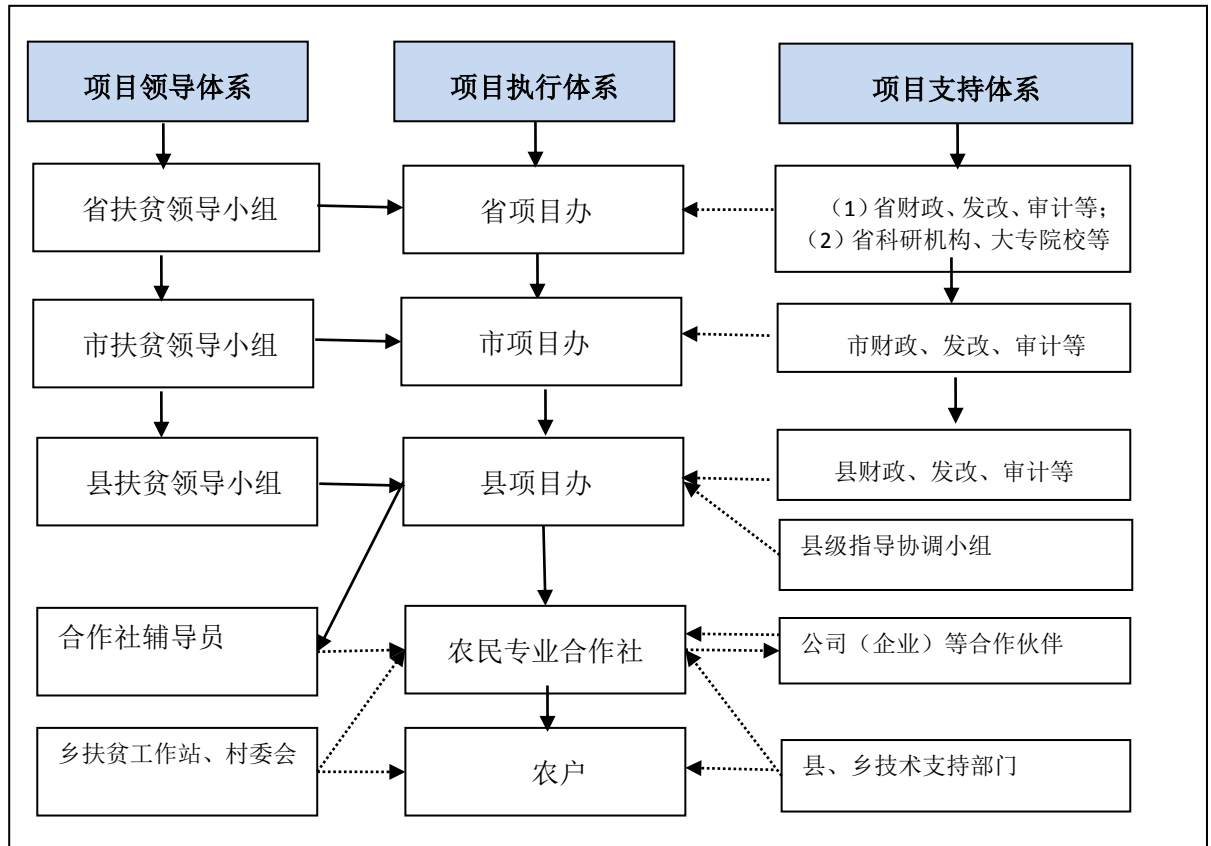 项目领导体系
项目执行体系
项目支持体系
省扶贫领导小组
省项目办
（1）省财政、发改、审计等；
（2）省科研机构、大专院校等
市扶贫领导小组
市项目办
市财政、发改、审计等
县扶贫领导小组
县项目办
县财政、发改、审计等
县级指导协调小组
合作社辅导员
农民专业合作社
公司（企业）等合作伙伴
乡扶贫工作站、村委会
农户
县、乡技术支持部门